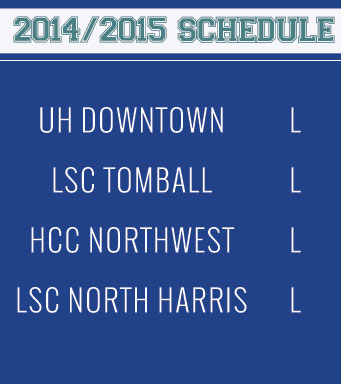 2014/2015 SCHEDULE
UH DOWNTOWN L
LSC TOMBALL L
HCC NORTHWEST L
LSC NORTH HARRIS L